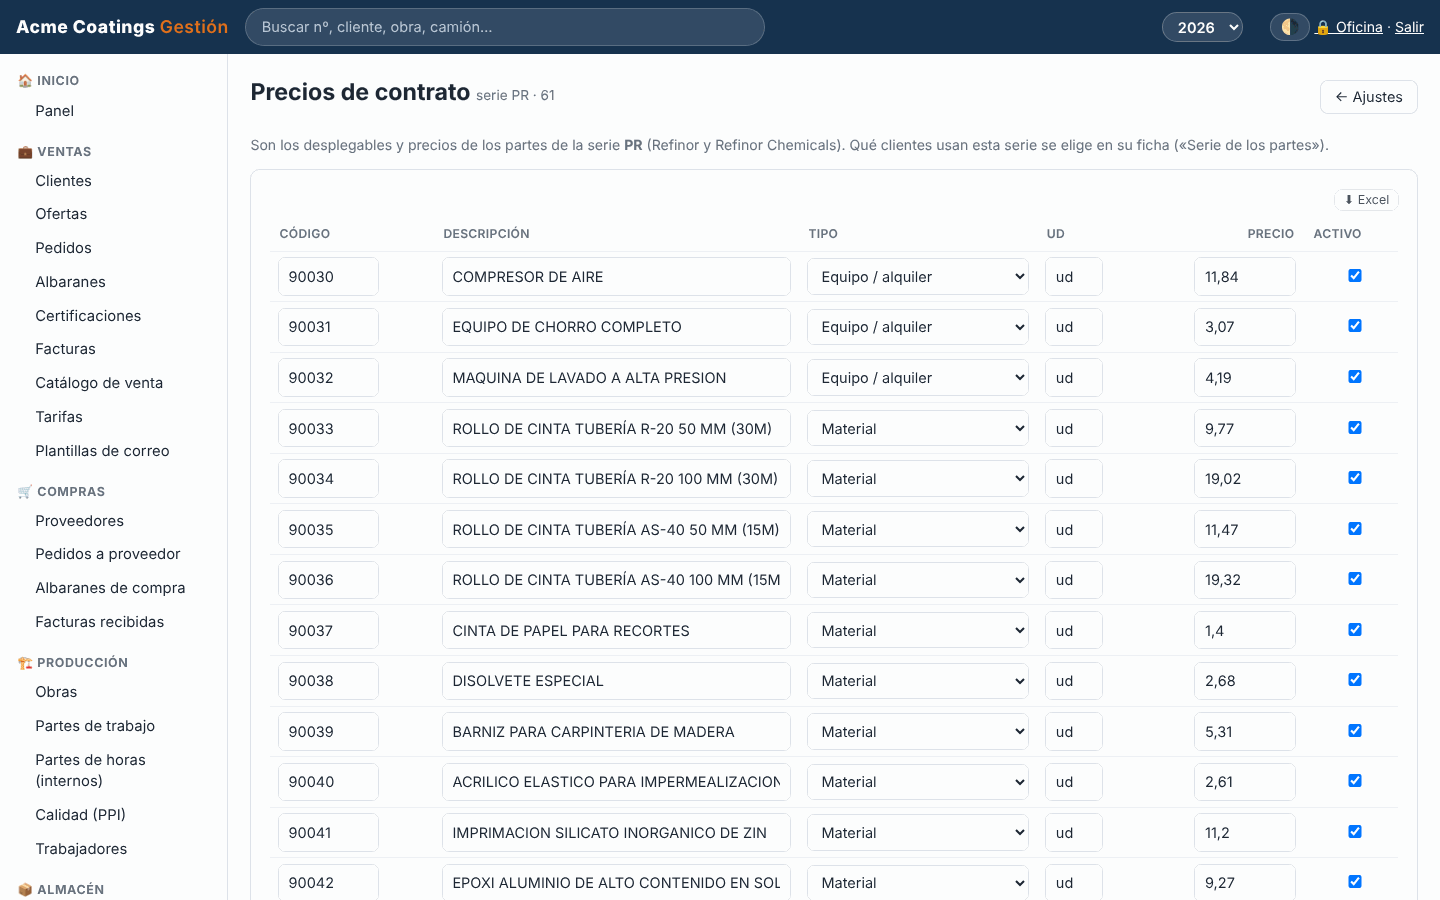 Acme Coatings Gestión
Buscar nº, cliente, obra, camión...
2026
🔒 Oficina · Salir
🏠 INICIO
Panel
💼 VENTAS
Clientes
Ofertas
Pedidos
Albaranes
Certificaciones
Facturas
Catálogo de venta
Tarifas
Plantillas de correo
🛒 COMPRAS
Proveedores
Pedidos a proveedor
Albaranes de compra
Facturas recibidas
🏗️ PRODUCCIÓN
Obras
Partes de trabajo
Partes de horas
(internos)
Calidad (PPI)
Trabajadores
📦 ALMACÉN
Precios de contrato serie PR · 61
← Ajustes
Son los desplegables y precios de los partes de la serie PR (Refinor y Refinor Chemicals). Qué clientes usan esta serie se elige en su ficha («Serie de los partes»).
⬇ Excel
CÓDIGO DESCRIPCIÓN TIPO UD PRECIO ACTIVO
90030 COMPRESOR DE AIRE Equipo / alquiler ud 11,84
90031 EQUIPO DE CHORRO COMPLETO Equipo / alquiler ud 3,07
90032 MAQUINA DE LAVADO A ALTA PRESION Equipo / alquiler ud 4,19
90033 ROLLO DE CINTA TUBERÍA R-20 50 MM (30M) Material ud 9,77
90034 ROLLO DE CINTA TUBERÍA R-20 100 MM (30M) Material ud 19,02
90035 ROLLO DE CINTA TUBERÍA AS-40 50 MM (15M) Material ud 11,47
90036 ROLLO DE CINTA TUBERÍA AS-40 100 MM (15M Material ud 19,32
90037 CINTA DE PAPEL PARA RECORTES Material ud 1,4
90038 DISOLVETE ESPECIAL Material ud 2,68
90039 BARNIZ PARA CARPINTERIA DE MADERA Material ud 5,31
90040 ACRILICO ELASTICO PARA IMPERMEALIZACION Material ud 2,61
90041 IMPRIMACION SILICATO INORGANICO DE ZIN Material ud 11,2
90042 EPOXI ALUMINIO DE ALTO CONTENIDO EN SOL Material ud 9,27